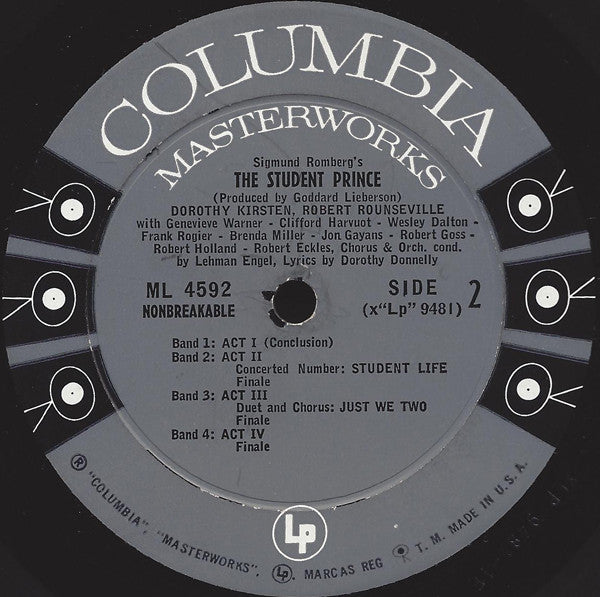 COLUMBIA
MASTERWORKS
Sigmund Romberg's
THE STUDENT PRINCE
(Produced by Goddard Lieberson)
DOROTHY KIRSTEN, ROBERT ROUNSEVILLE
with Genevieve Warner - Clifford Harvuot - Wesley Dalton -
Frank Rogier - Brenda Miller - Jon Gayans - Robert Goss -
Robert Holland - Robert Eckles, Chorus & Orch. cond.
by Lehman Engel, Lyrics by Dorothy Donnelly
ML 4592 SIDE 2
NONBREAKABLE (x"Lp" 9481)
Band 1: ACT I (Conclusion)
Band 2: ACT II
Concerted Number: STUDENT LIFE
Finale
Band 3: ACT III
Duet and Chorus: JUST WE TWO
Finale
Band 4: ACT IV
Finale
Lp
® "COLUMBIA", "MASTERWORKS", Lp, MARCAS REG T. M. MADE IN U. S. A.